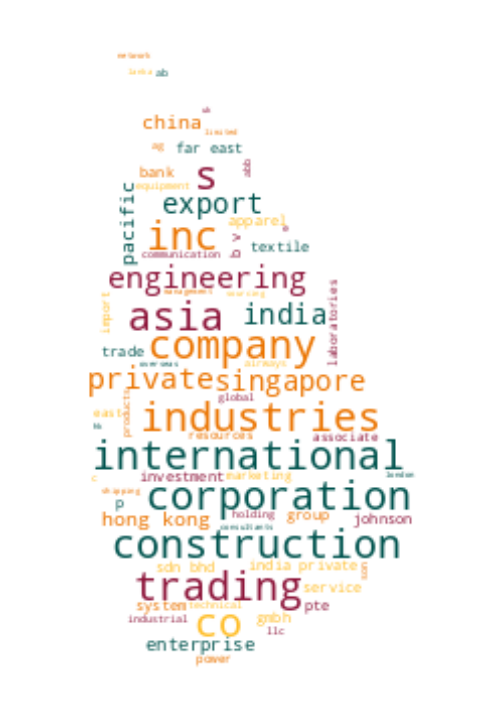 network
lanka ab
china
limited
ag far east
bank abb
equipment
s
pacific
export
apparel
inc
b v
textile
communication
engineering
management
sourcing
import
asia india
laboratories
company
trade
overseas airways
private singapore
global
products
east
industries
resources associate
international
investment marketing london
c
shipping
corporation
p
hong kong holding group johnson
consultants
construction
sdn bhd india private
son
trading
service
system technical pte
industrial co gmbh
llc
enterprise
power